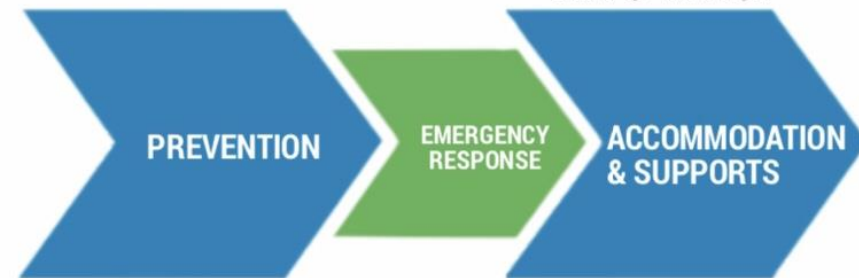 PREVENTION
EMERGENCY
RESPONSE
ACCOMMODATION
& SUPPORTS